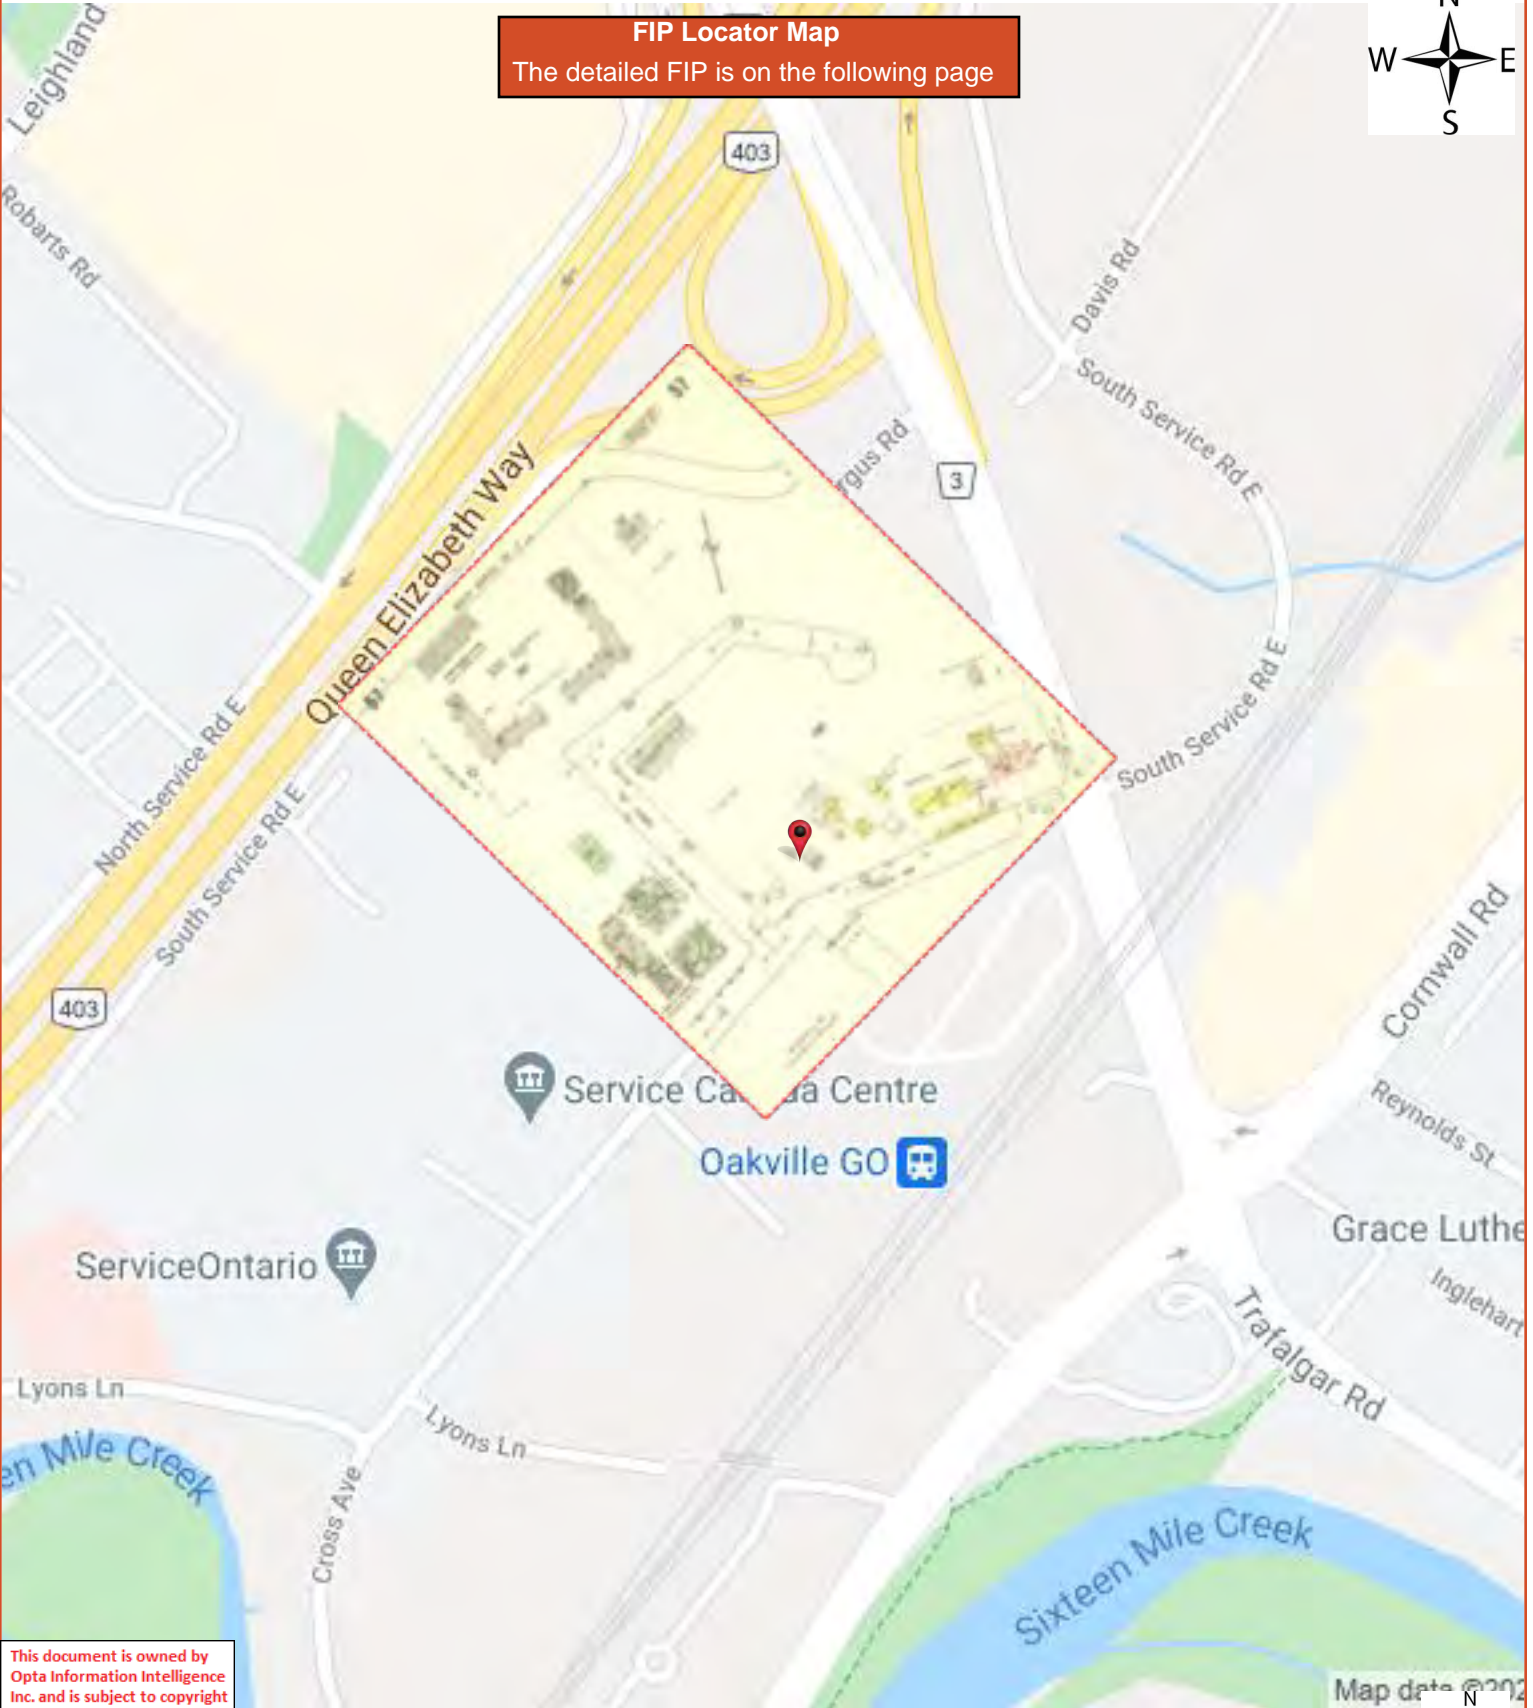 N
FIP Locator Map
The detailed FIP is on the following page
W
E
S
Leighland
403
Robarts Rd
Davis Rd
South Service Rd E
57
rgus Rd
3
Queen Elizabeth Way
57
North Service Rd E
South Service Rd E
South Service Rd E
Cornwall Rd
403
Service Ca
a Centre
Reynolds St
Oakville GO
Grace Luthe
ServiceOntario
Inglehart
Trafalgar Rd
Lyons Ln
Lyons Ln
en Mile Creek
Cross Ave
Sixteen Mile Creek
This document is owned by
Opta Information Intelligence
Inc. and is subject to copyright
Map data ©202
N